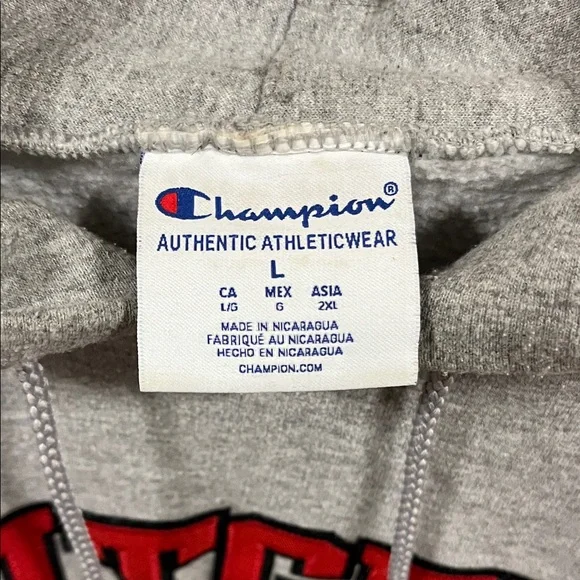 Champion®
AUTHENTIC ATHLETICWEAR
L
CA MEX ASIA
L/G G 2XL
MADE IN NICARAGUA
FABRIQUÉ AU NICARAGUA
HECHO EN NICARAGUA
CHAMPION.COM